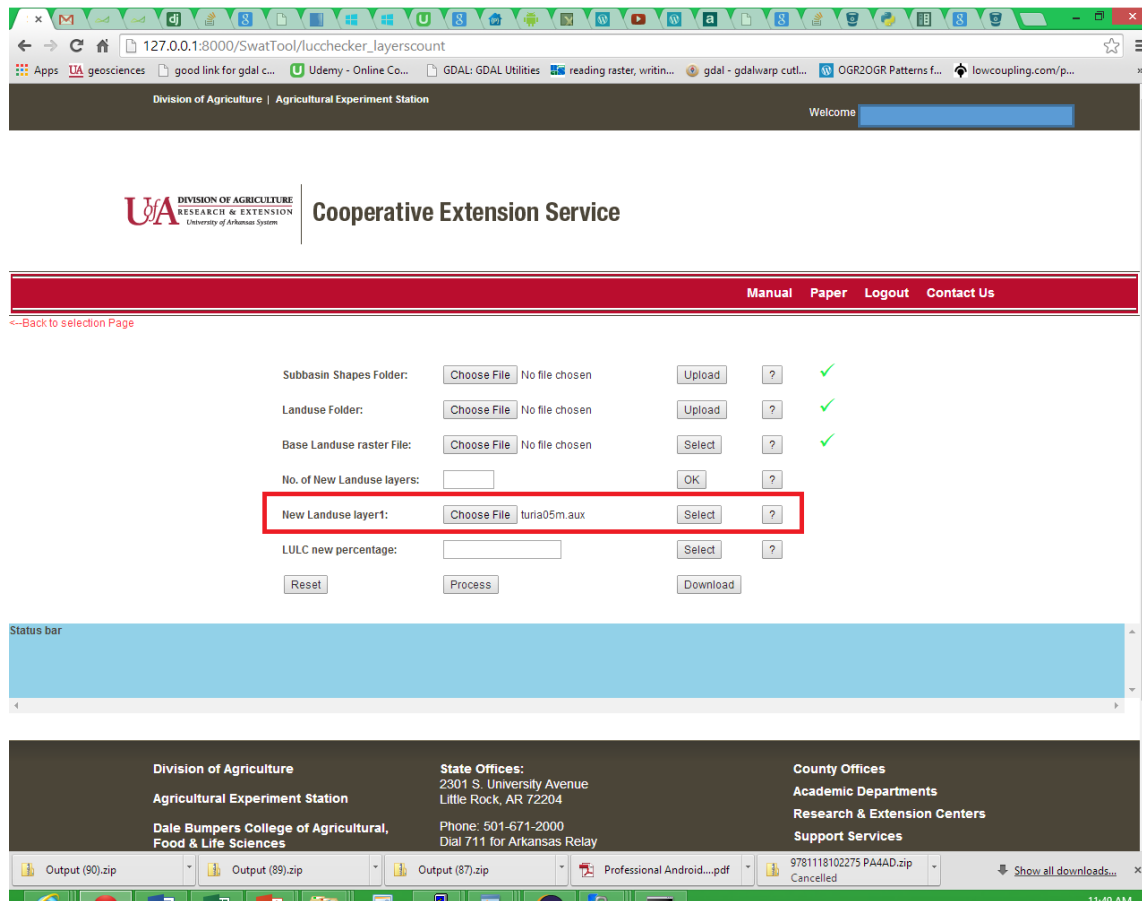 127.0.0.1:8000/SwatTool/lucchecker_layerscount
Apps UA geosciences good link for gdal c... Udemy - Online Co... GDAL: GDAL Utilities reading raster, writin... gdal - gdalwarp cutl... OGR2OGR Patterns f... lowcoupling.com/p... »
Division of Agriculture | Agricultural Experiment Station
Welcome
UofA DIVISION OF AGRICULTURE
RESEARCH & EXTENSION
University of Arkansas System
Cooperative Extension Service
Manual Paper Logout Contact Us
<--Back to selection Page
Subbasin Shapes Folder: Choose File No file chosen Upload ?
Landuse Folder: Choose File No file chosen Upload ?
Base Landuse raster File: Choose File No file chosen Select ?
No. of New Landuse layers: OK ?
New Landuse layer1: Choose File turia05m.aux Select ?
LULC new percentage: Select ?
Reset Process Download
Status bar
Division of Agriculture
Agricultural Experiment Station
Dale Bumpers College of Agricultural,
Food & Life Sciences
State Offices:
2301 S. University Avenue
Little Rock, AR 72204
Phone: 501-671-2000
Dial 711 for Arkansas Relay
County Offices
Academic Departments
Research & Extension Centers
Support Services
Output (90).zip Output (89).zip Output (87).zip Professional Android....pdf 9781118102275 PA4AD.zip
Cancelled
Show all downloads...
11:49 AM